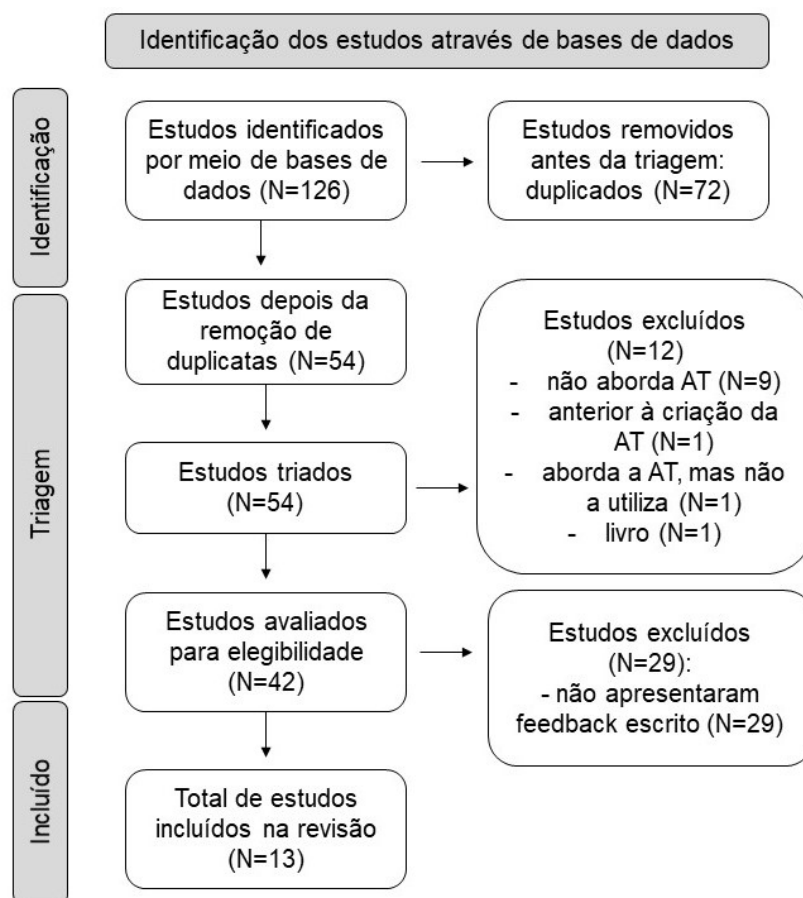 Identificação dos estudos através de bases de dados
Identificação
Estudos identificados
por meio de bases de
dados (N=126)
Estudos removidos
antes da triagem:
duplicados (N=72)
Triagem
Estudos depois da
remoção de
duplicatas (N=54)
Estudos triados
(N=54)
Estudos excluídos
(N=12)
- não aborda AT (N=9)
- anterior à criação da
AT (N=1)
- aborda a AT, mas não
a utiliza (N=1)
- livro (N=1)
Estudos avaliados
para elegibilidade
(N=42)
Estudos excluídos
(N=29):
- não apresentaram
feedback escrito (N=29)
Incluído
Total de estudos
incluídos na revisão
(N=13)